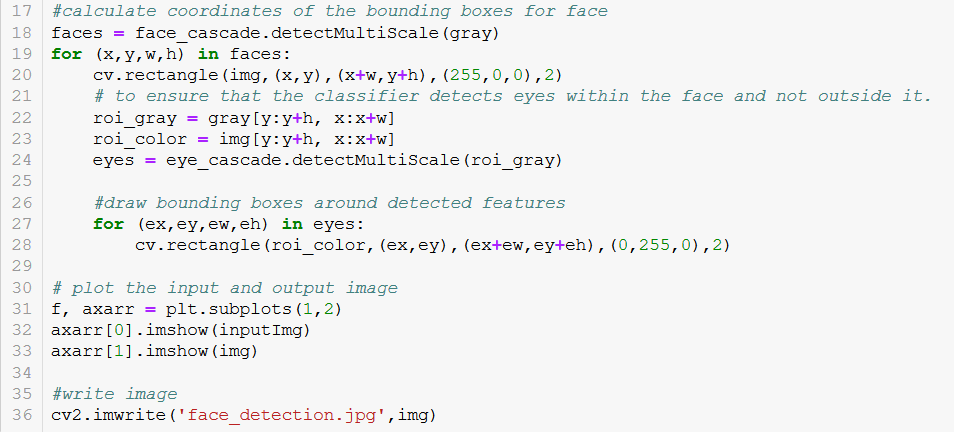 17 #calculate coordinates of the bounding boxes for face
18 faces = face_cascade.detectMultiScale(gray)
19 for (x,y,w,h) in faces:
20     cv.rectangle(img,(x,y),(x+w,y+h),(255,0,0),2)
21     # to ensure that the classifier detects eyes within the face and not outside it.
22     roi_gray = gray[y:y+h, x:x+w]
23     roi_color = img[y:y+h, x:x+w]
24     eyes = eye_cascade.detectMultiScale(roi_gray)
25
26     #draw bounding boxes around detected features
27     for (ex,ey,ew,eh) in eyes:
28         cv.rectangle(roi_color,(ex,ey),(ex+ew,ey+eh),(0,255,0),2)
29
30 # plot the input and output image
31 f, axarr = plt.subplots(1,2)
32 axarr[0].imshow(inputImg)
33 axarr[1].imshow(img)
34
35 #write image
36 cv2.imwrite('face_detection.jpg',img)